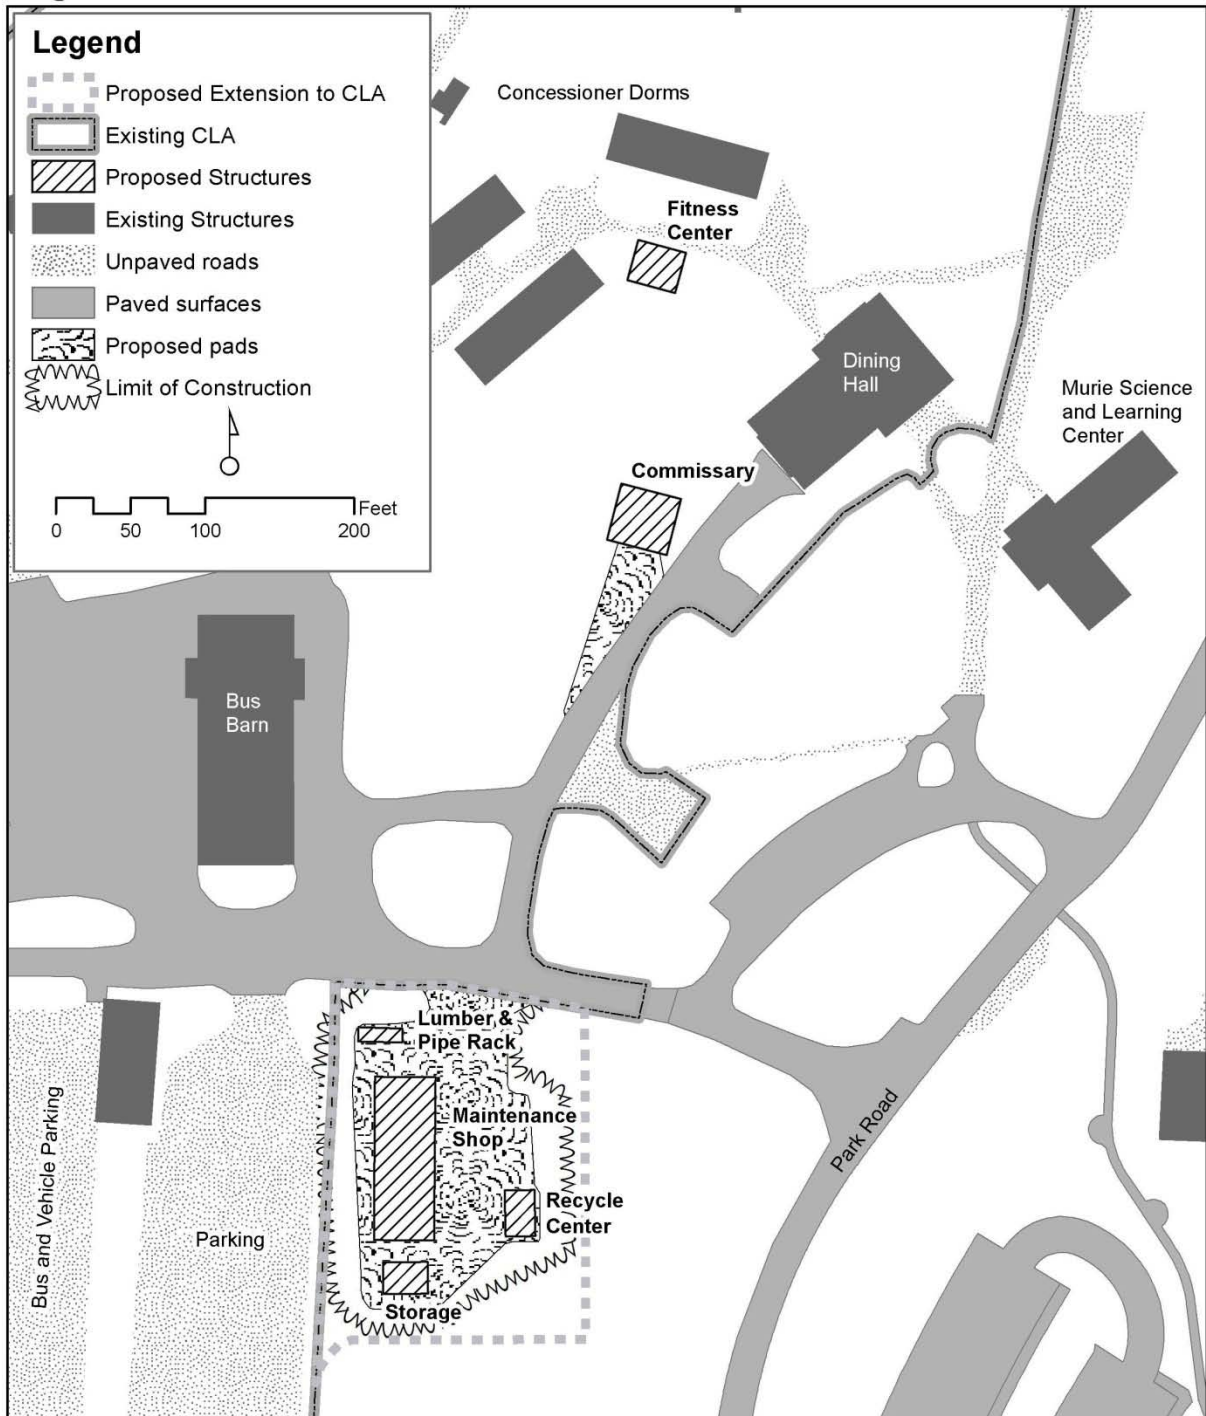 Legend
Proposed Extension to CLA
Existing CLA
Proposed Structures
Existing Structures
Unpaved roads
Paved surfaces
Proposed pads
Limit of Construction
Feet
0 50 100 200
Concessioner Dorms
Fitness
Center
Dining
Hall
Murie Science
and Learning
Center
Commissary
Bus
Barn
Lumber &
Pipe Rack
Maintenance
Shop
Recycle
Center
Storage
Parking
Bus and Vehicle Parking
Park Road